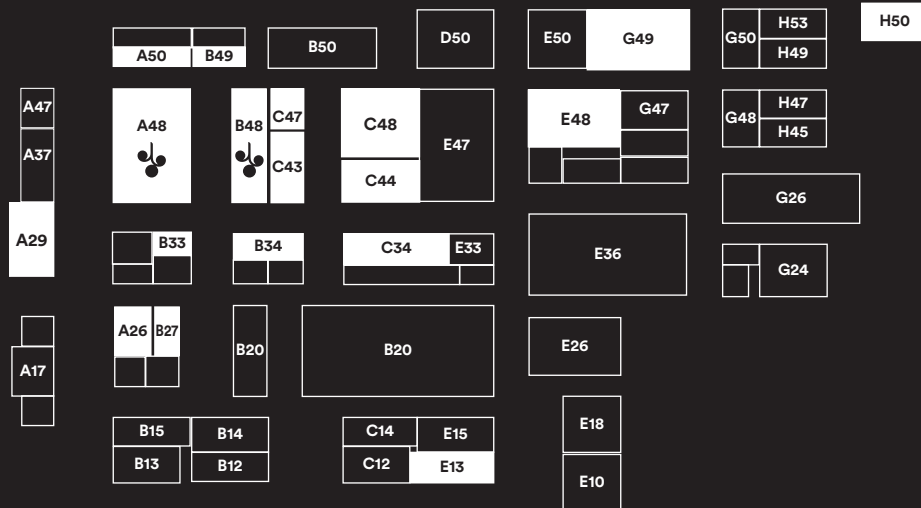 H50
D50
E50
G49
G50
H53
H49
A50
B49
B50
A47
A37
A48
B48
C47
C43
C48
C44
E47
E48
G47
G48
H47
H45
G26
A29
B33
B34
C34
E33
E36
G24
A26
B27
B20
B20
E26
A17
B15
B14
B13
B12
C14
E15
C12
E13
E18
E10